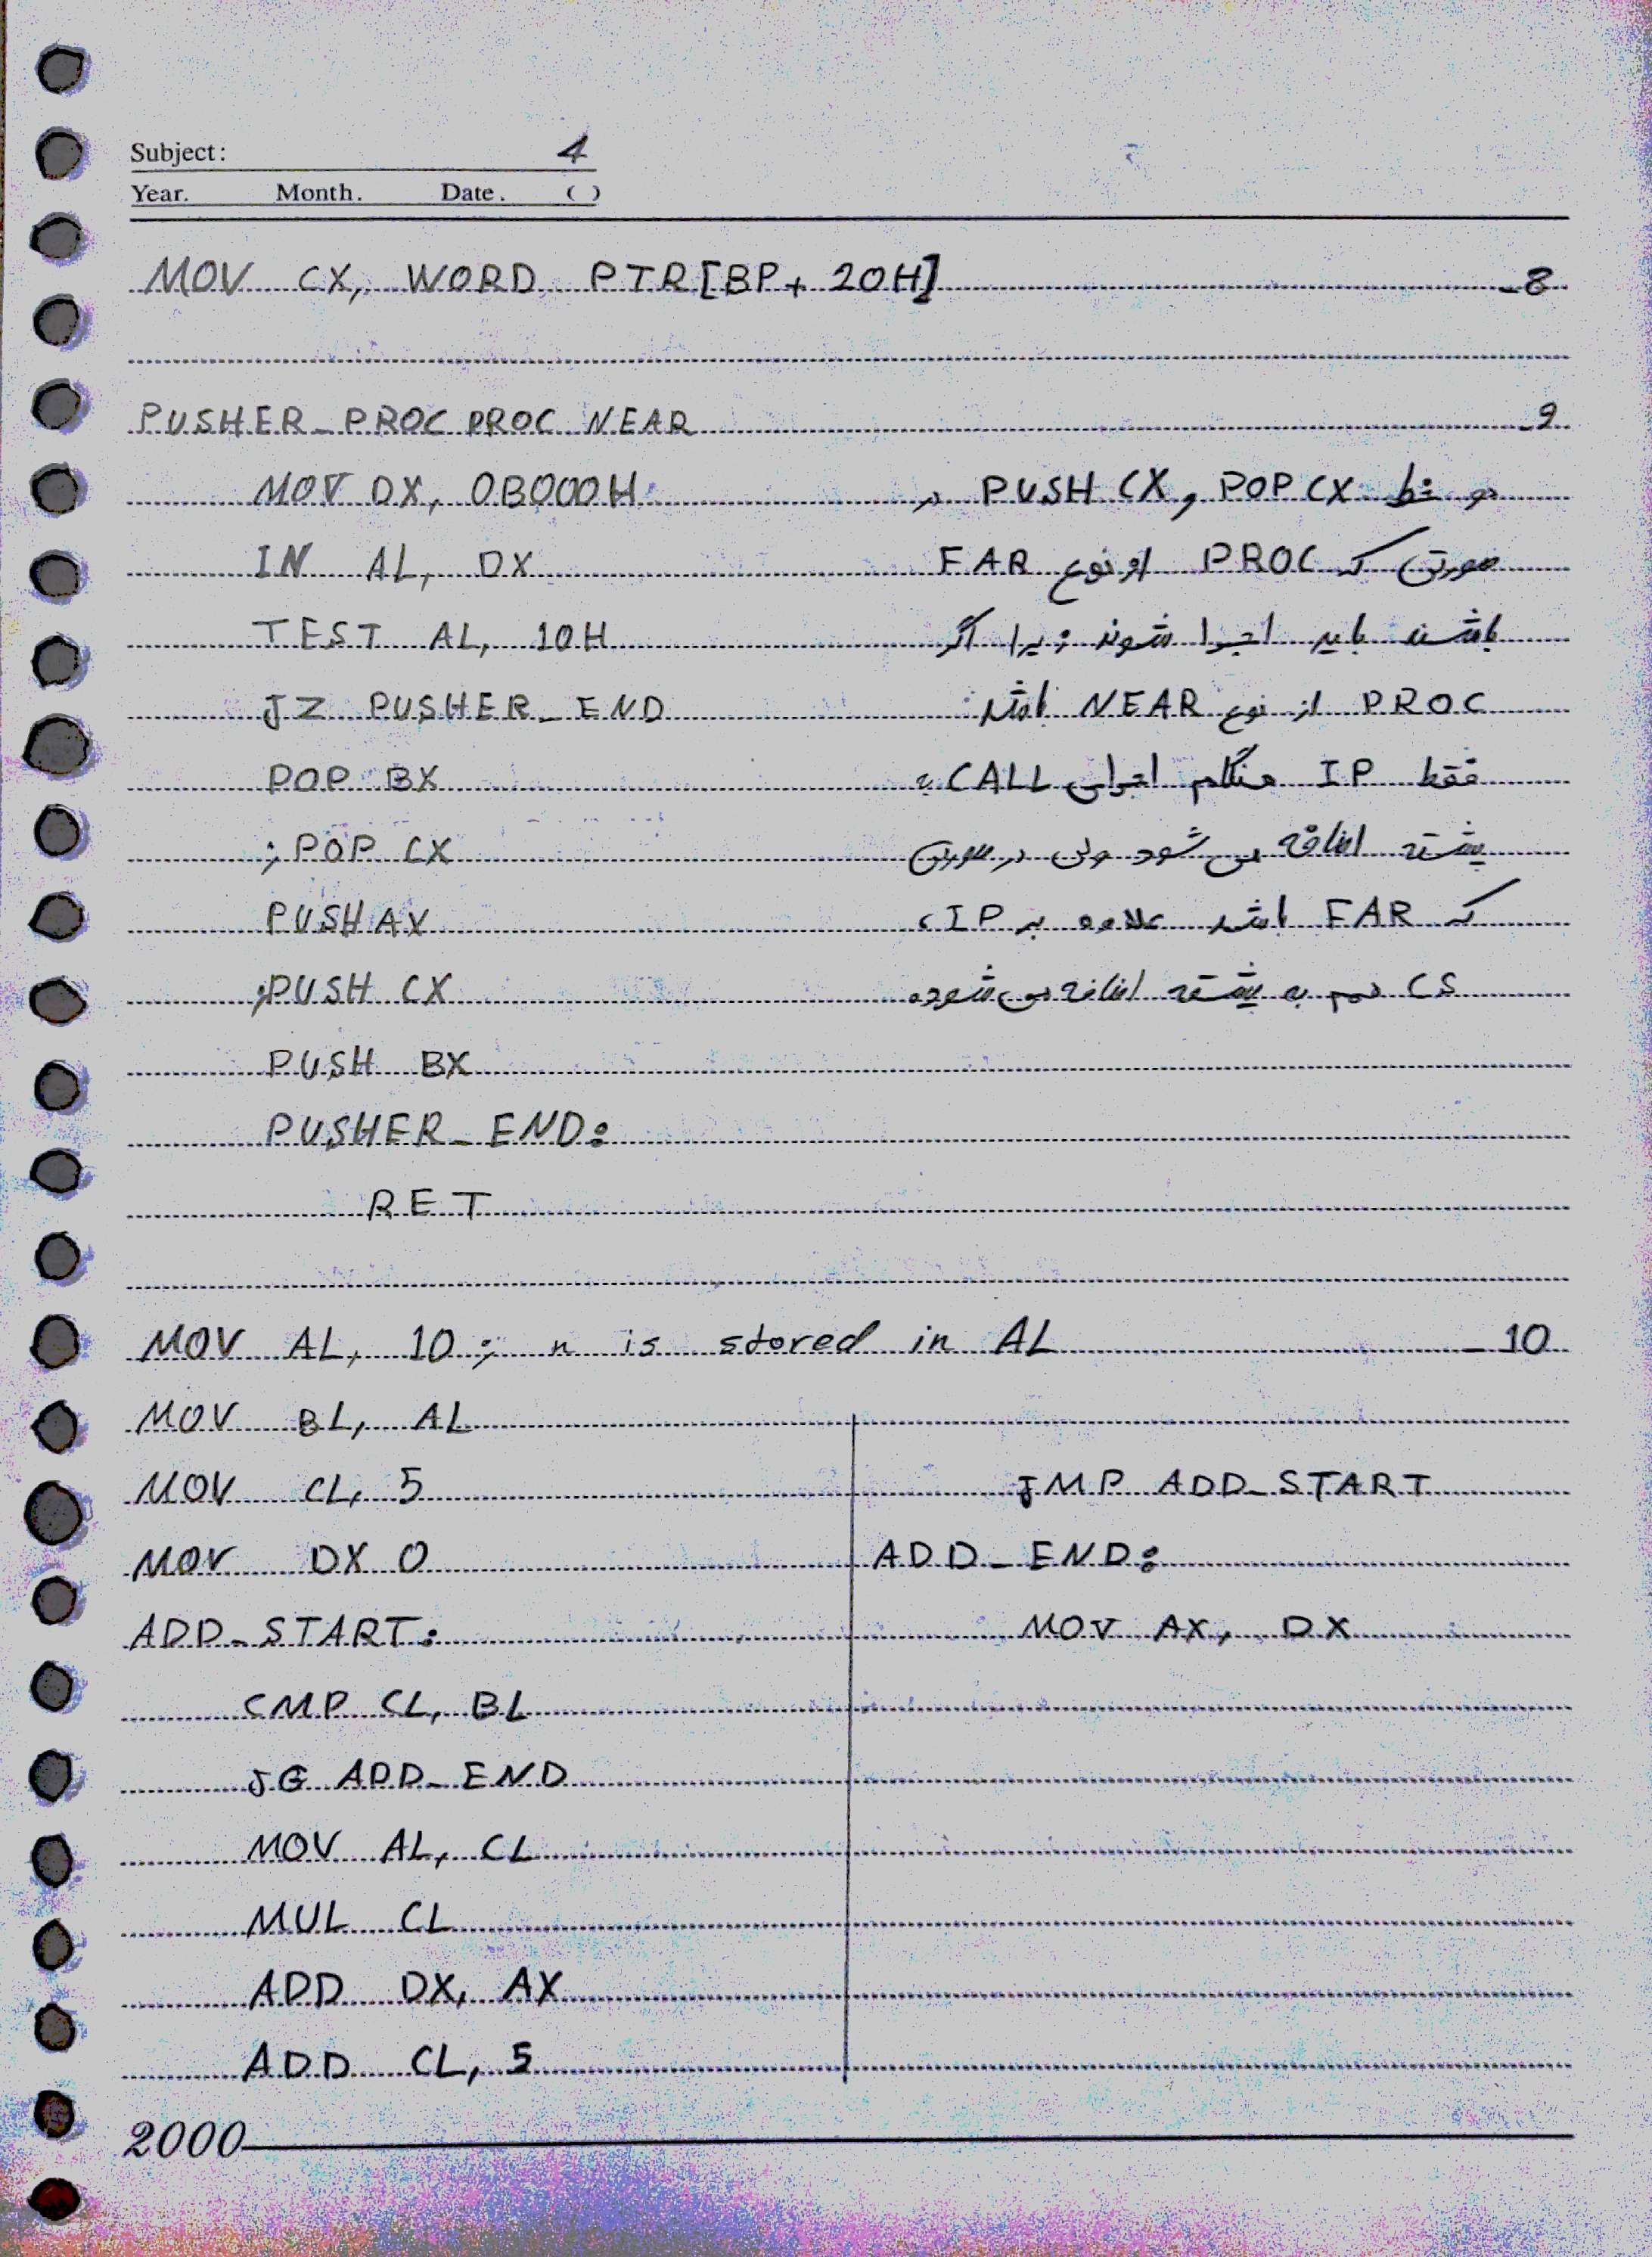 Subject: 4
Year. Month. Date. ( )
MOV CX, WORD PTR[BP+ 20H] _8
PUSHER_PROC PROC NEAR _9
MOV DX, 0B000H دو خط PUSH CX, POP CX در
IN AL, DX صورتی که PROC از نوع FAR
TEST AL, 10H باشند باید اجرا شوند زیرا اگر
JZ PUSHER_END PROC از نوع NEAR باشد
POP BX فقط IP هنگام اجرای CALL به
; POP CX پشته اضافه می شود ولی در صورتی
PUSH AX که FAR باشد علاوه بر IP ،
;PUSH CX CS هم به پشته اضافه می شود.
PUSH BX
PUSHER_END:
RET
MOV AL, 10 ; n is stored in AL _10
MOV BL, AL
MOV CL, 5
MOV DX 0
ADD_START:
CMP CL, BL
JG ADD_END
MOV AL, CL
MUL CL
ADD DX, AX
ADD CL, 5
JMP ADD_START
ADD_END:
MOV AX, DX
2000